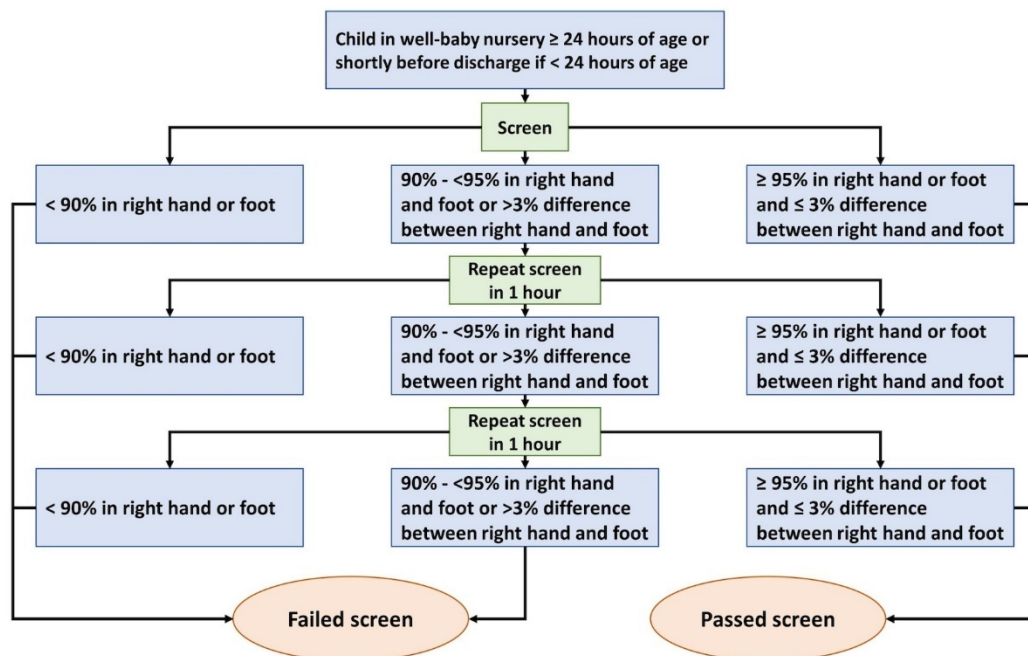 Child in well-baby nursery ≥ 24 hours of age or
shortly before discharge if < 24 hours of age
Screen
< 90% in right hand or foot
90% - <95% in right hand
and foot or >3% difference
between right hand and foot
≥ 95% in right hand or foot
and ≤ 3% difference
between right hand and foot
Repeat screen
in 1 hour
< 90% in right hand or foot
90% - <95% in right hand
and foot or >3% difference
between right hand and foot
≥ 95% in right hand or foot
and ≤ 3% difference
between right hand and foot
Repeat screen
in 1 hour
< 90% in right hand or foot
90% - <95% in right hand
and foot or >3% difference
between right hand and foot
≥ 95% in right hand or foot
and ≤ 3% difference
between right hand and foot
Failed screen
Passed screen